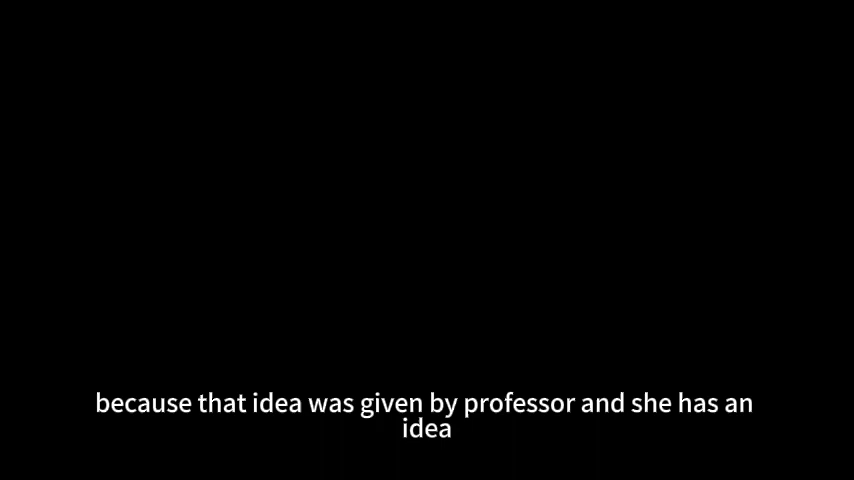 because that idea was given by professor and she has an
idea